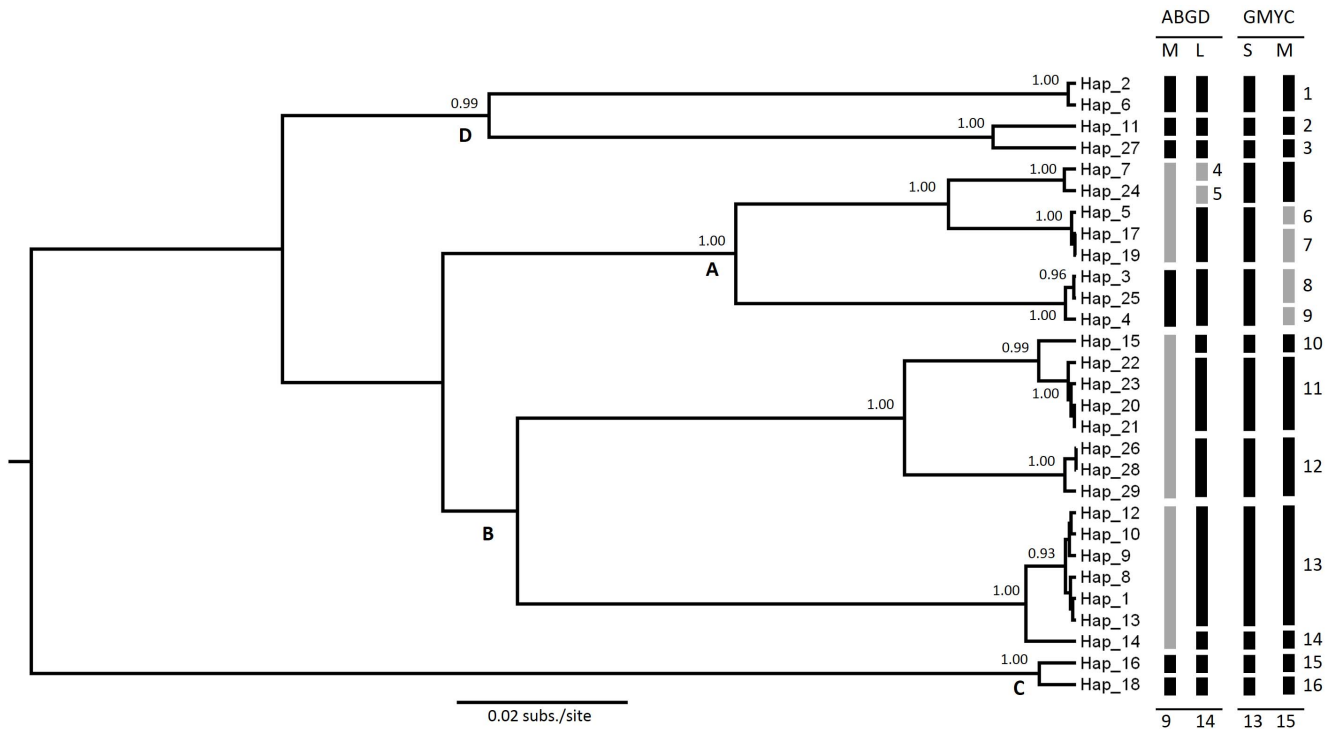 ABGD GMYC
M L S M
1.00 Hap_2
Hap_6 1
0.99 D
1.00 Hap_11 2
Hap_27 3
1.00 Hap_7 4
1.00 Hap_24 5
1.00 Hap_5 6
Hap_17 7
Hap_19
1.00 A
0.96 Hap_3 8
Hap_25
1.00 Hap_4 9
0.99 Hap_15 10
Hap_22
1.00 Hap_23 11
1.00 Hap_20
Hap_21
Hap_26
1.00 Hap_28 12
Hap_29
B
Hap_12
Hap_10
0.93 Hap_9 13
Hap_8
1.00 Hap_1
Hap_13
Hap_14 14
1.00 Hap_16 15
C Hap_18 16
0.02 subs./site
9 14 13 15